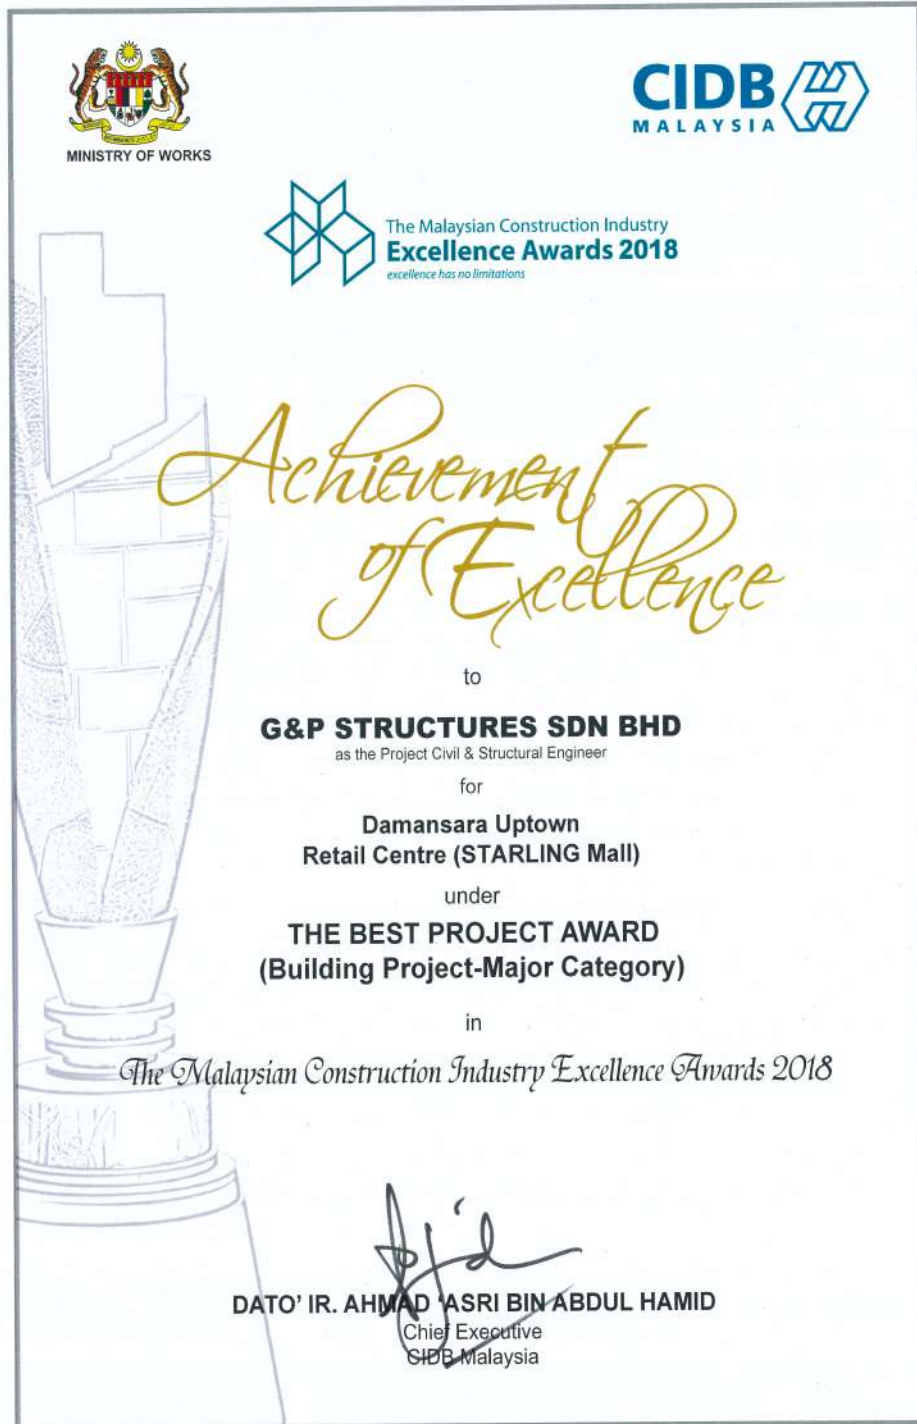 MINISTRY OF WORKS
CIDB
MALAYSIA
The Malaysian Construction Industry
Excellence Awards 2018
excellence has no limitations
Achievement
of Excellence
to
G&P STRUCTURES SDN BHD
as the Project Civil & Structural Engineer
for
Damansara Uptown
Retail Centre (STARLING Mall)
under
THE BEST PROJECT AWARD
(Building Project-Major Category)
in
The Malaysian Construction Industry Excellence Awards 2018
DATO' IR. AHMAD 'ASRI BIN ABDUL HAMID
Chief Executive
CIDB Malaysia